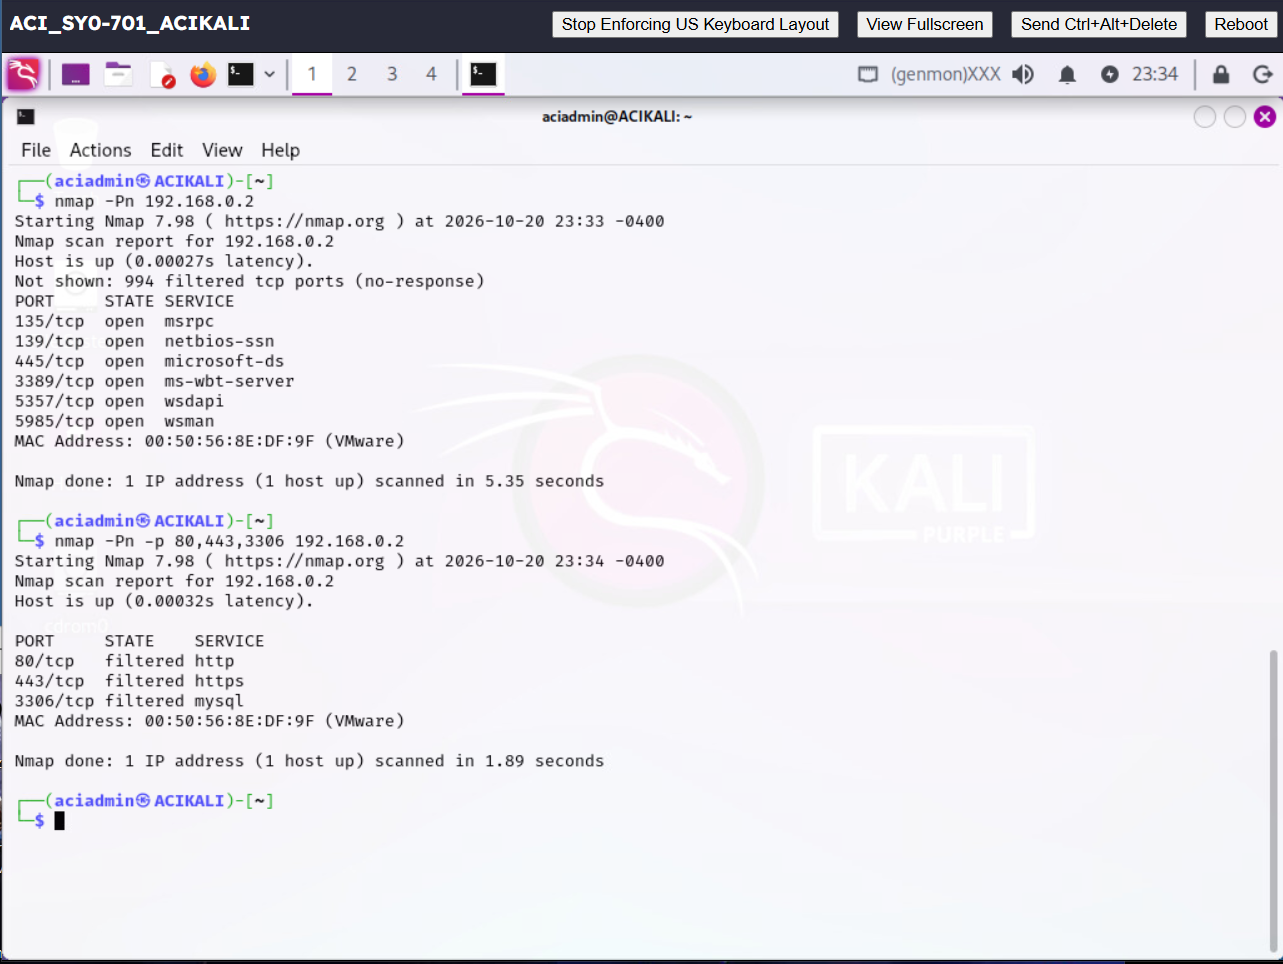 ACI_SY0-701_ACIKALI
Stop Enforcing US Keyboard Layout
View Fullscreen
Send Ctrl+Alt+Delete
Reboot
1 2 3 4
(genmon)XXX
23:34
aciadmin@ACIKALI: ~
File Actions Edit View Help
┌──(aciadmin㉿ACIKALI)-[~]
└─$ nmap -Pn 192.168.0.2
Starting Nmap 7.98 ( https://nmap.org ) at 2026-10-20 23:33 -0400
Nmap scan report for 192.168.0.2
Host is up (0.00027s latency).
Not shown: 994 filtered tcp ports (no-response)
PORT     STATE SERVICE
135/tcp  open  msrpc
139/tcp  open  netbios-ssn
445/tcp  open  microsoft-ds
3389/tcp open  ms-wbt-server
5357/tcp open  wsdapi
5985/tcp open  wsman
MAC Address: 00:50:56:8E:DF:9F (VMware)
Nmap done: 1 IP address (1 host up) scanned in 5.35 seconds
┌──(aciadmin㉿ACIKALI)-[~]
└─$ nmap -Pn -p 80,443,3306 192.168.0.2
Starting Nmap 7.98 ( https://nmap.org ) at 2026-10-20 23:34 -0400
Nmap scan report for 192.168.0.2
Host is up (0.00032s latency).
cdrom0
PORT     STATE    SERVICE
80/tcp   filtered http
443/tcp  filtered https
3306/tcp filtered mysql
MAC Address: 00:50:56:8E:DF:9F (VMware)
Nmap done: 1 IP address (1 host up) scanned in 1.89 seconds
┌──(aciadmin㉿ACIKALI)-[~]
└─$
KALI
PURPLE